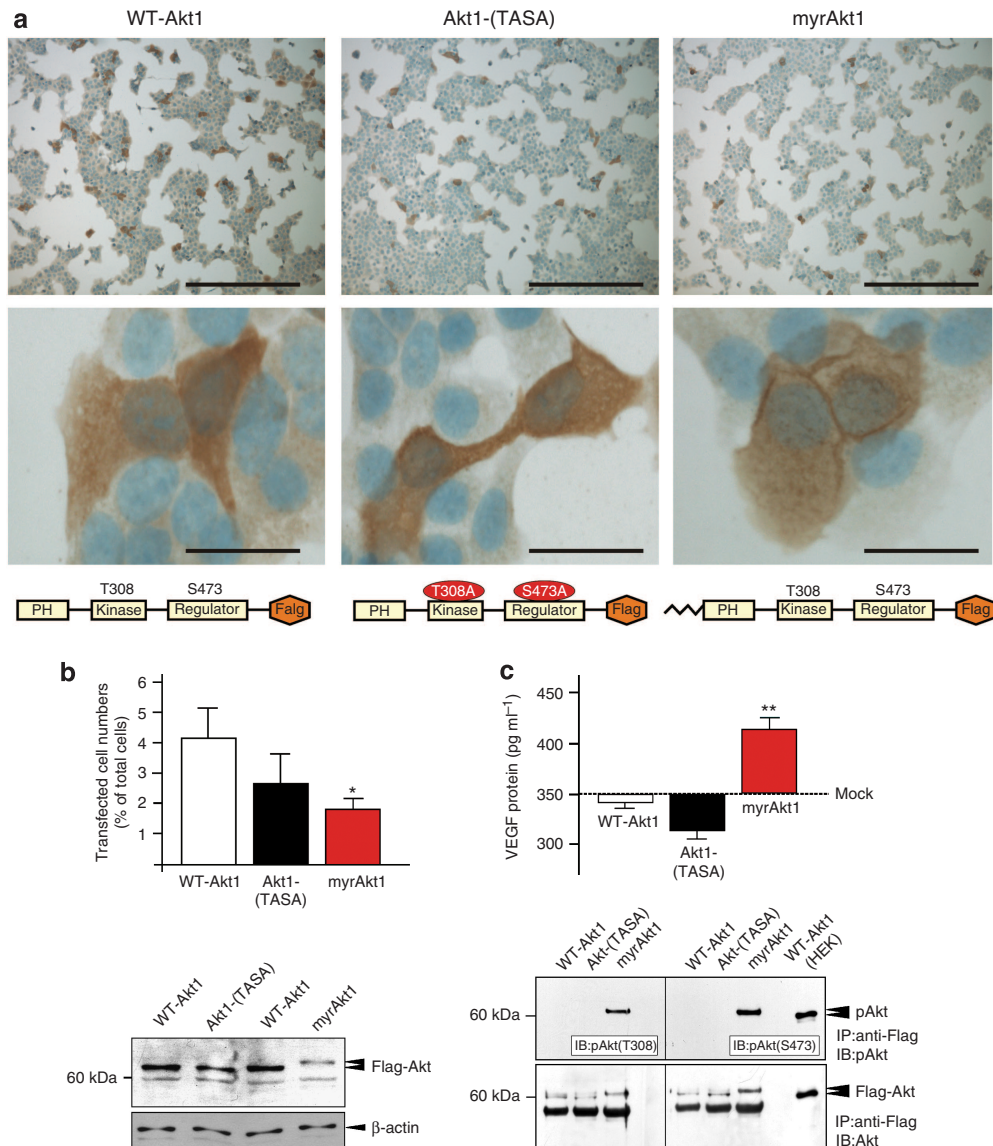 a
WT-Akt1
Akt1-(TASA)
myrAkt1
T308 S473
PH Kinase Regulator Falg
T308A S473A
PH Kinase Regulator Flag
T308 S473
PH Kinase Regulator Flag
b
Transfected cell numbers
(% of total cells)
6
5
4
3
2
1
*
WT-Akt1
Akt1-
(TASA)
myrAkt1
WT-Akt1
Akt1-(TASA)
WT-Akt1
myrAkt1
60 kDa
Flag-Akt
β-actin
c
VEGF protein (pg ml⁻¹)
450
400
350
300
**
Mock
WT-Akt1
Akt1-
(TASA)
myrAkt1
WT-Akt1
Akt-(TASA)
myrAkt1
WT-Akt1
Akt-(TASA)
myrAkt1
WT-Akt1
(HEK)
60 kDa
pAkt
IB:pAkt(T308)
IB:pAkt(S473)
IP:anti-Flag
IB:pAkt
60 kDa
Flag-Akt
IP:anti-Flag
IB:Akt